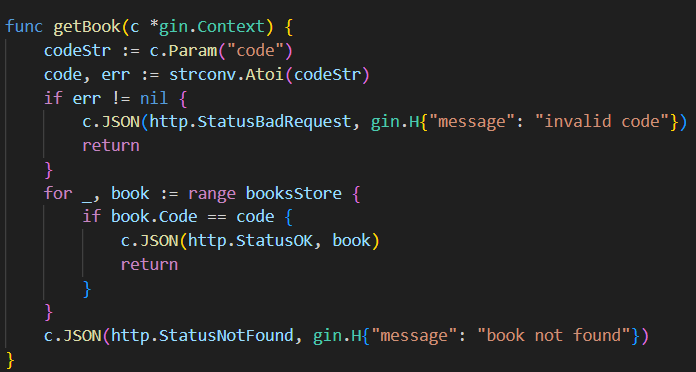 func getBook(c *gin.Context) {
    codeStr := c.Param("code")
    code, err := strconv.Atoi(codeStr)
    if err != nil {
        c.JSON(http.StatusBadRequest, gin.H{"message": "invalid code"})
        return
    }
    for _, book := range booksStore {
        if book.Code == code {
            c.JSON(http.StatusOK, book)
            return
        }
    }
    c.JSON(http.StatusNotFound, gin.H{"message": "book not found"})
}